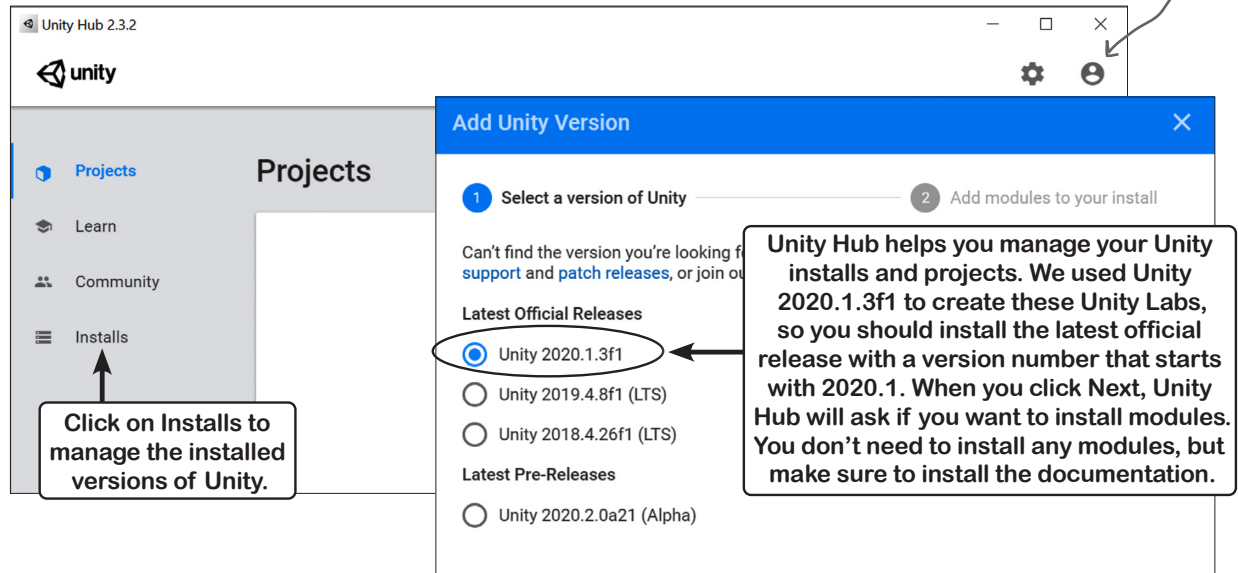 Unity Hub 2.3.2
unity
Projects
Learn
Community
Installs
Projects
Click on Installs to
manage the installed
versions of Unity.
Add Unity Version
1 Select a version of Unity
2 Add modules to your install
Can't find the version you're looking
support and patch releases, or join
Latest Official Releases
Unity 2020.1.3f1
Unity 2019.4.8f1 (LTS)
Unity 2018.4.26f1 (LTS)
Latest Pre-Releases
Unity 2020.2.0a21 (Alpha)
Unity Hub helps you manage your Unity
installs and projects. We used Unity
2020.1.3f1 to create these Unity Labs,
so you should install the latest official
release with a version number that starts
with 2020.1. When you click Next, Unity
Hub will ask if you want to install modules.
You don't need to install any modules, but
make sure to install the documentation.